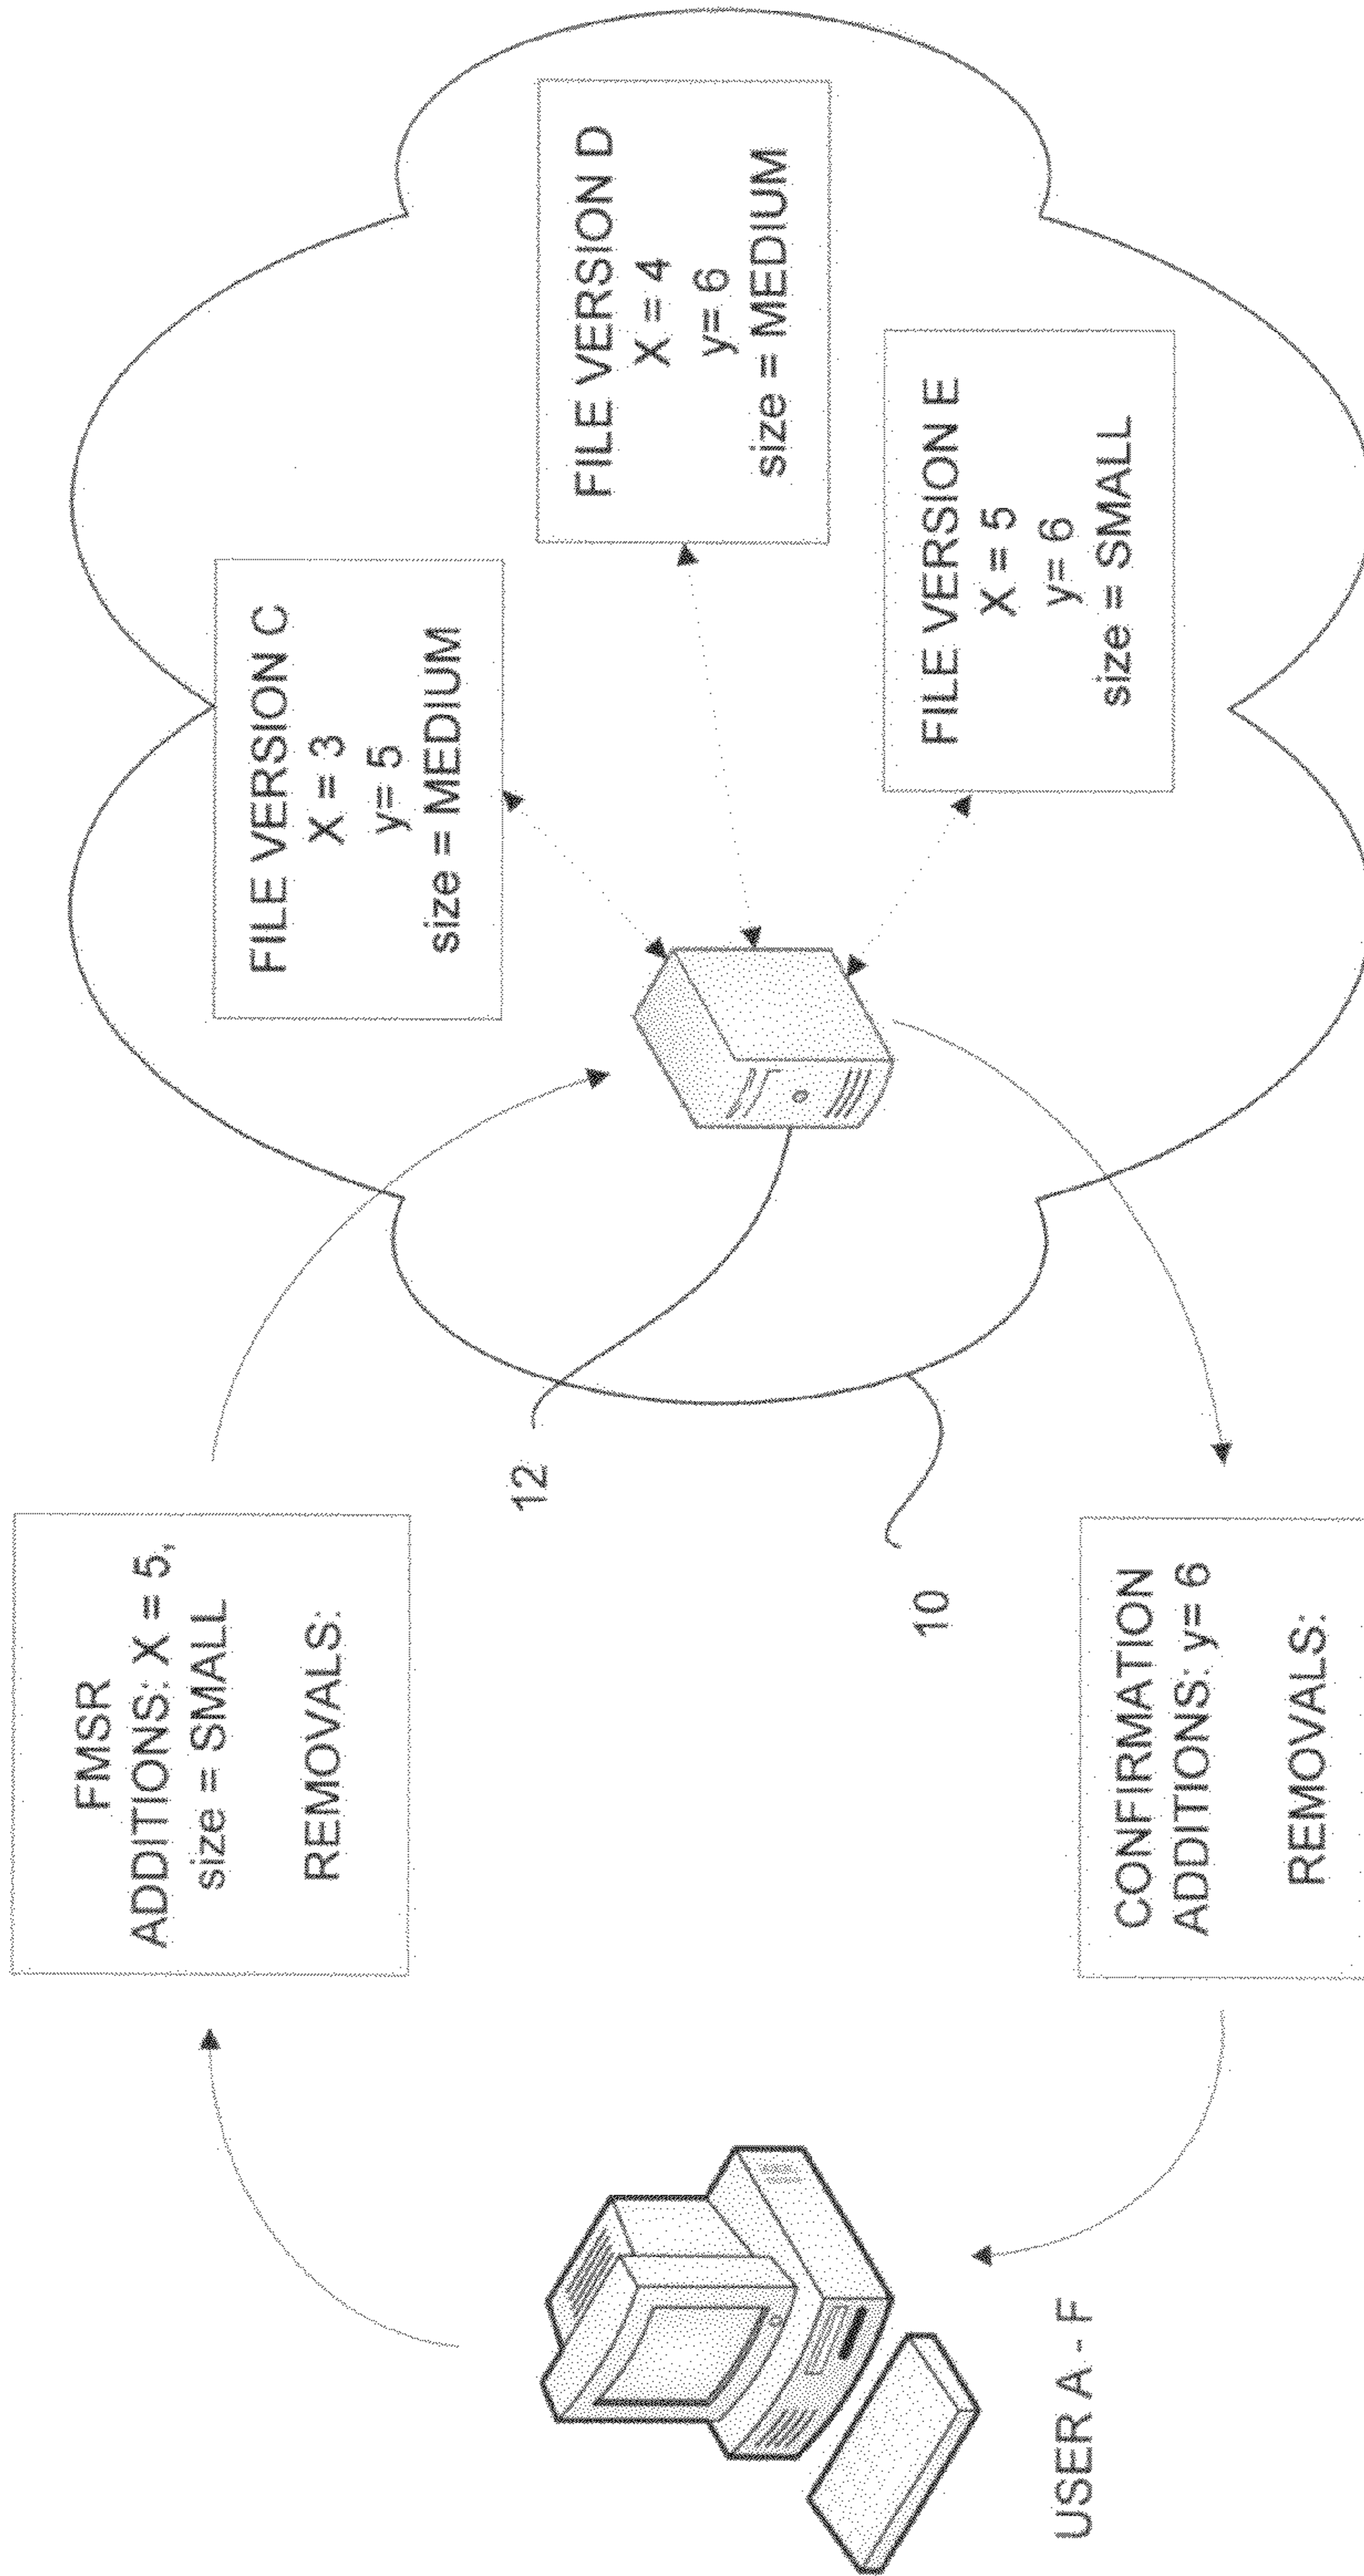 FMSR
ADDITIONS: X = 5,
size = SMALL
REMOVALS:
FILE VERSION C
X = 3
y= 5
size = MEDIUM
FILE VERSION D
X = 4
y= 6
size = MEDIUM
FILE VERSION E
X = 5
y= 6
size = SMALL
12
10
CONFIRMATION
ADDITIONS: y= 6
REMOVALS:
USER A - F